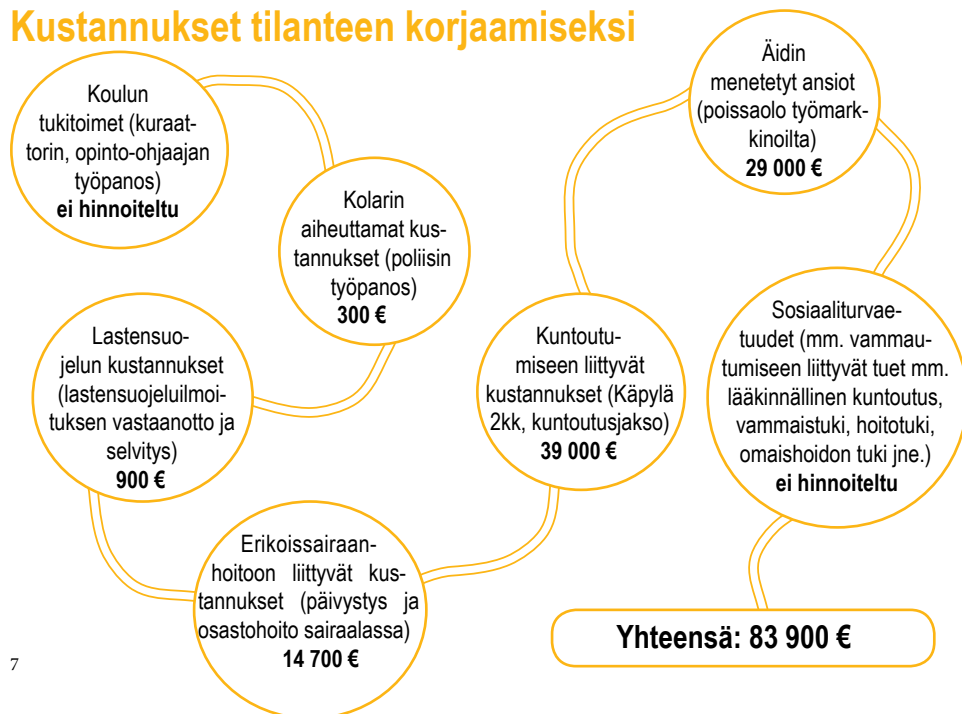 Kustannukset tilanteen korjaamiseksi
Koulun
tukitoimet (kuraat-
torin, opinto-ohjaajan
työpanos)
ei hinnoiteltu
Kolarin
aiheuttamat kus-
tannukset (poliisin
työpanos)
300 €
Lastensuo-
jelun kustannukset
(lastensuojeluilmoi-
tuksen vastaanotto ja
selvitys)
900 €
Erikoissairaan-
hoitoon liittyvät kus-
tannukset (päivystys ja
osastohoito sairaalassa)
14 700 €
Kuntoutu-
miseen liittyvät
kustannukset (Käpylä
2kk, kuntoutusjakso)
39 000 €
Äidin
menetetyt ansiot
(poissaolo työmark-
kinoilta)
29 000 €
Sosiaaliturvae-
tuudet (mm. vammau-
tumiseen liittyvät tuet mm.
lääkinnällinen kuntoutus,
vammaistuki, hoitotuki,
omaishoidon tuki jne.)
ei hinnoiteltu
Yhteensä: 83 900 €
7